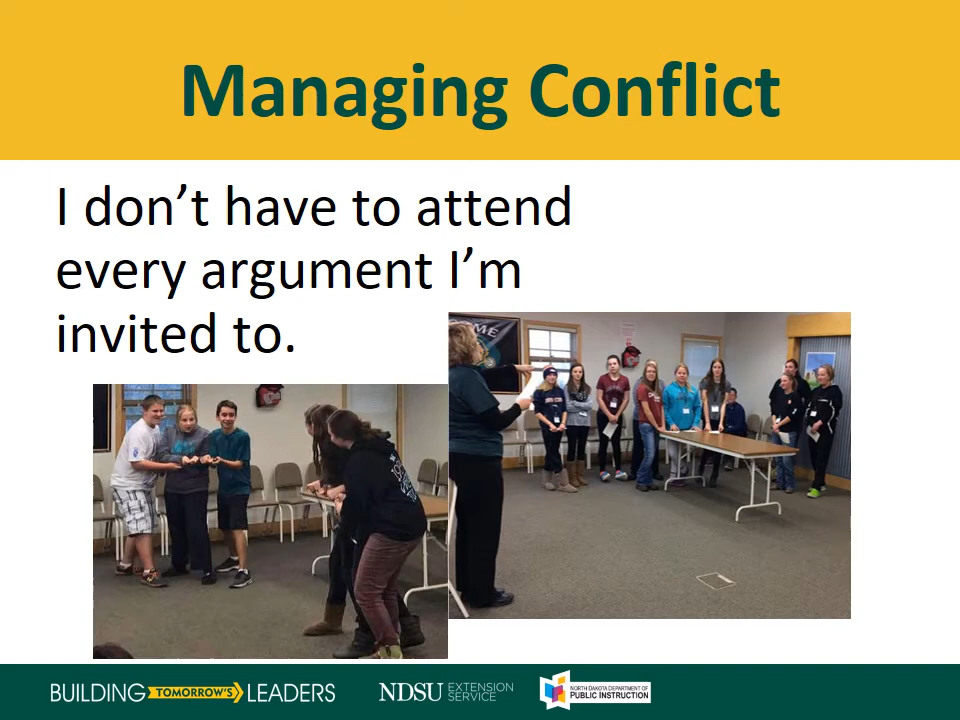 Managing Conflict
I don’t have to attend
every argument I’m
invited to.
OME
BUILDING TOMORROW'S LEADERS
NDSU EXTENSION
SERVICE
NORTH DAKOTA DEPARTMENT OF
PUBLIC INSTRUCTION